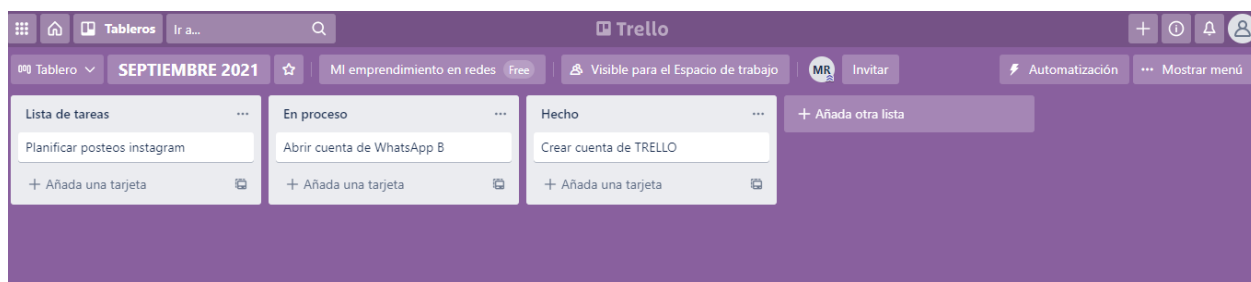 Tableros Ir a... Trello
Tablero SEPTIEMBRE 2021 MI emprendimiento en redes Free Visible para el Espacio de trabajo MR Invitar Automatización ... Mostrar menú
Lista de tareas ... En proceso ... Hecho ... + Añada otra lista
Planificar posteos instagram Abrir cuenta de WhatsApp B Crear cuenta de TRELLO
+ Añada una tarjeta + Añada una tarjeta + Añada una tarjeta